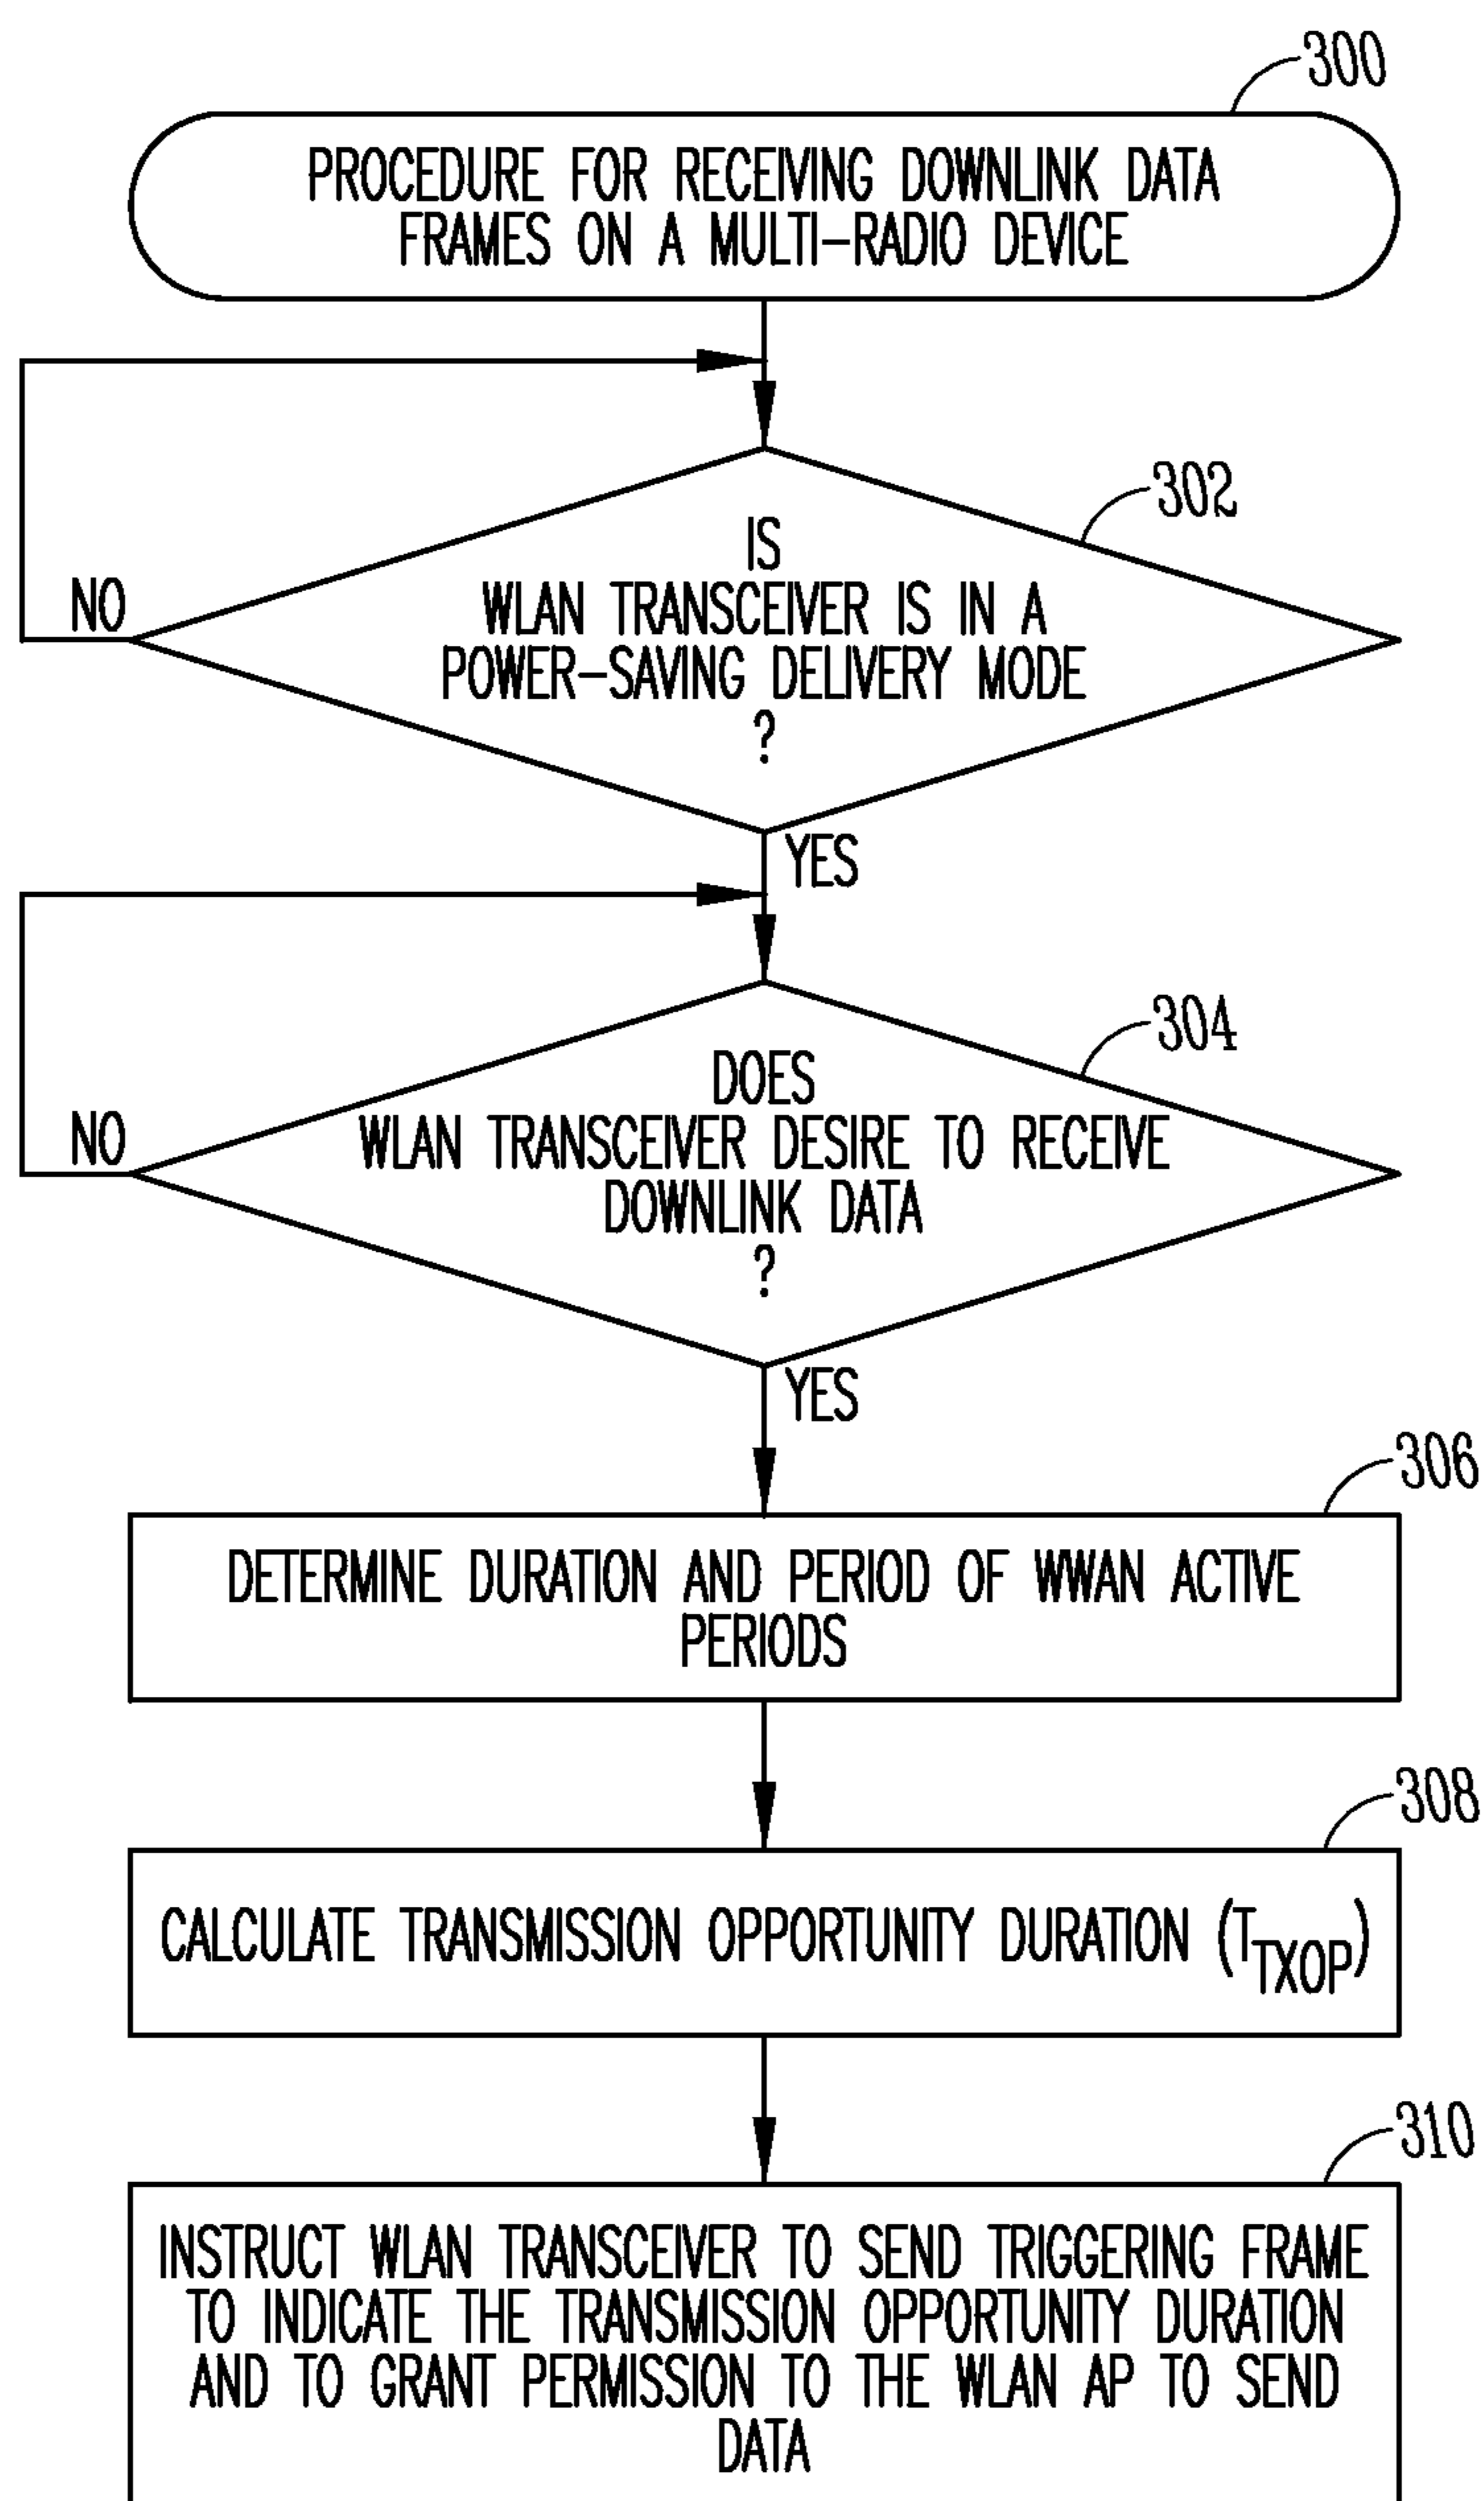 300
PROCEDURE FOR RECEIVING DOWNLINK DATA
FRAMES ON A MULTI-RADIO DEVICE
302
IS
WLAN TRANSCEIVER IS IN A
POWER-SAVING DELIVERY MODE
?
NO
YES
304
DOES
WLAN TRANSCEIVER DESIRE TO RECEIVE
DOWNLINK DATA
?
NO
YES
306
DETERMINE DURATION AND PERIOD OF WWAN ACTIVE
PERIODS
308
CALCULATE TRANSMISSION OPPORTUNITY DURATION (TTXOP)
310
INSTRUCT WLAN TRANSCEIVER TO SEND TRIGGERING FRAME
TO INDICATE THE TRANSMISSION OPPORTUNITY DURATION
AND TO GRANT PERMISSION TO THE WLAN AP TO SEND
DATA